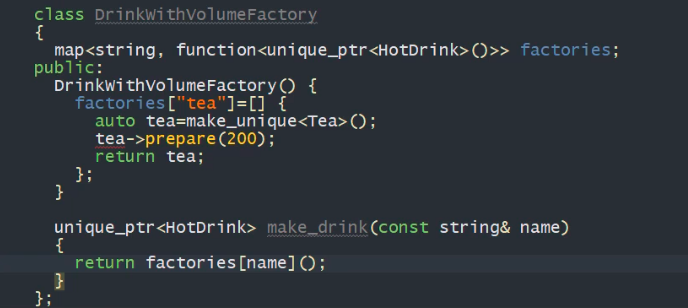 class DrinkWithVolumeFactory
{
  map<string, function<unique_ptr<HotDrink>()>> factories;
public:
  DrinkWithVolumeFactory() {
    factories["tea"]=[] {
      auto tea=make_unique<Tea>();
      tea->prepare(200);
      return tea;
    };
  }

  unique_ptr<HotDrink> make_drink(const string& name)
  {
    return factories[name]();
  }
};